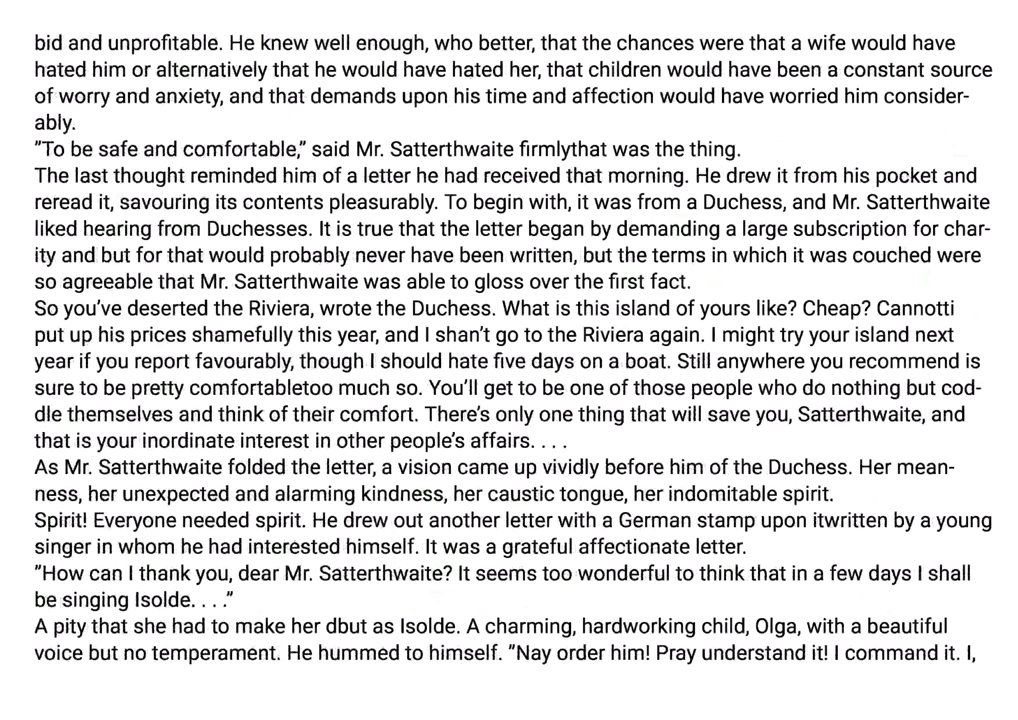 bid and unprofitable. He knew well enough, who better, that the chances were that a wife would have
hated him or alternatively that he would have hated her, that children would have been a constant source
of worry and anxiety, and that demands upon his time and affection would have worried him consider-
ably.
"To be safe and comfortable," said Mr. Satterthwaite firmlythat was the thing.
The last thought reminded him of a letter he had received that morning. He drew it from his pocket and
reread it, savouring its contents pleasurably. To begin with, it was from a Duchess, and Mr. Satterthwaite
liked hearing from Duchesses. It is true that the letter began by demanding a large subscription for char-
ity and but for that would probably never have been written, but the terms in which it was couched were
so agreeable that Mr. Satterthwaite was able to gloss over the first fact.
So you've deserted the Riviera, wrote the Duchess. What is this island of yours like? Cheap? Cannotti
put up his prices shamefully this year, and I shan't go to the Riviera again. I might try your island next
year if you report favourably, though I should hate five days on a boat. Still anywhere you recommend is
sure to be pretty comfortabletoo much so. You'll get to be one of those people who do nothing but cod-
dle themselves and think of their comfort. There's only one thing that will save you, Satterthwaite, and
that is your inordinate interest in other people's affairs. . . .
As Mr. Satterthwaite folded the letter, a vision came up vividly before him of the Duchess. Her mean-
ness, her unexpected and alarming kindness, her caustic tongue, her indomitable spirit.
Spirit! Everyone needed spirit. He drew out another letter with a German stamp upon itwritten by a young
singer in whom he had interested himself. It was a grateful affectionate letter.
"How can I thank you, dear Mr. Satterthwaite? It seems too wonderful to think that in a few days I shall
be singing Isolde. . . ."
A pity that she had to make her dbut as Isolde. A charming, hardworking child, Olga, with a beautiful
voice but no temperament. He hummed to himself. "Nay order him! Pray understand it! I command it. I,